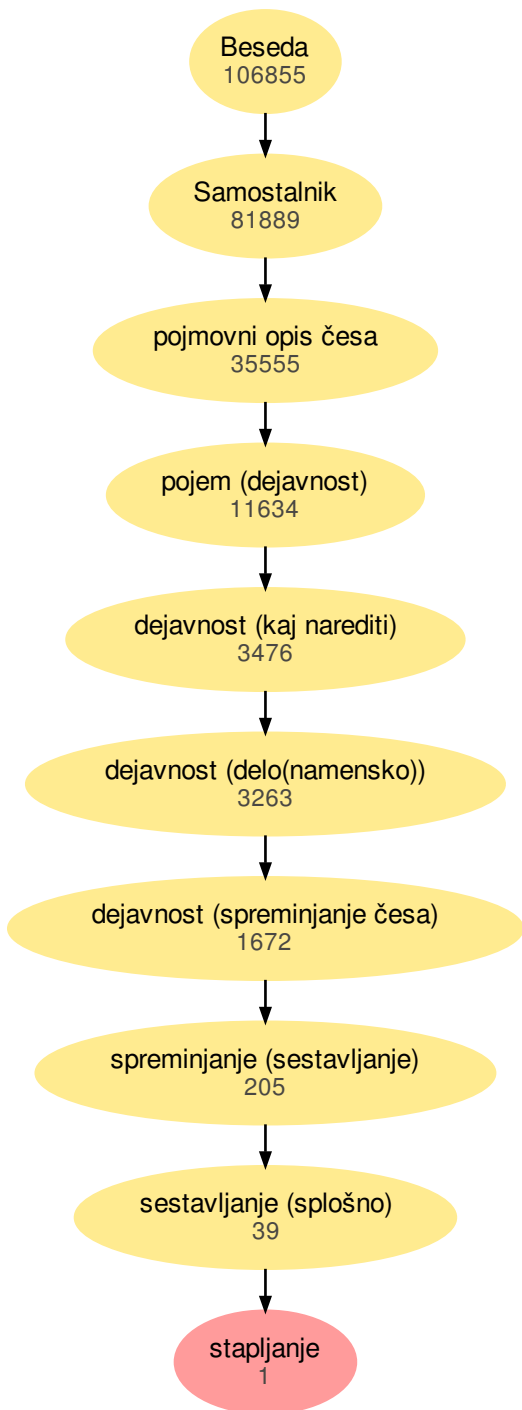 Beseda
106855
Samostalnik
81889
pojmovni opis česa
35555
pojem (dejavnost)
11634
dejavnost (kaj narediti)
3476
dejavnost (delo(namensko))
3263
dejavnost (spreminjanje česa)
1672
spreminjanje (sestavljanje)
205
sestavljanje (splošno)
39
stapljanje
1